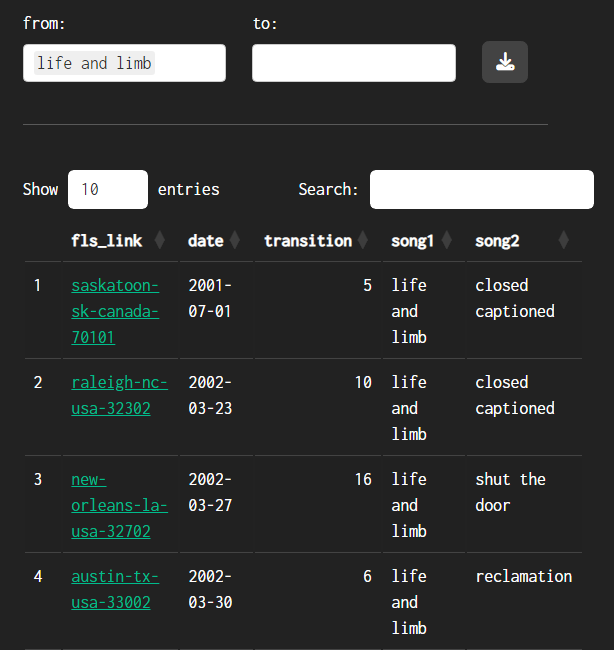 from: to:
life and limb
Show 10 entries Search:
fls_link date transition song1 song2
1 saskatoon- 2001- 5 life closed
sk-canada- 07-01 and captioned
70101 limb
2 raleigh-nc- 2002- 10 life closed
usa-32302 03-23 and captioned
limb
3 new- 2002- 16 life shut the
orleans-la- 03-27 and door
usa-32702 limb
4 austin-tx- 2002- 6 life reclamation
usa-33002 03-30 and
limb